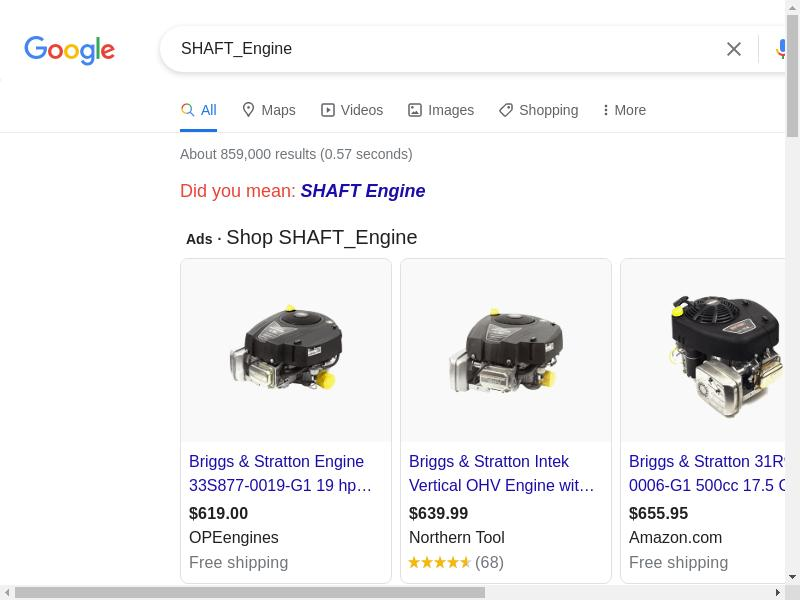 Google
SHAFT_Engine
All
Maps
Videos
Images
Shopping
More
About 859,000 results (0.57 seconds)
Did you mean: SHAFT Engine
Ads · Shop SHAFT_Engine
Briggs & Stratton Engine
33S877-0019-G1 19 hp…
$619.00
OPEengines
Free shipping
Briggs & Stratton Intek
Vertical OHV Engine wit…
$639.99
Northern Tool
(68)
Briggs & Stratton 31R
0006-G1 500cc 17.5
$655.95
Amazon.com
Free shipping